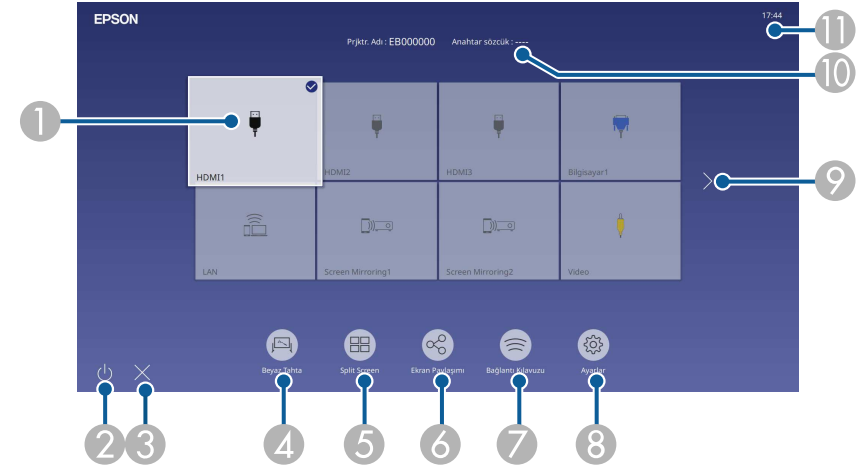 EPSON
17:44
Prjktr. Adı : EB000000 Anahtar sözcük : ----
HDMI1
HDMI2
HDMI3
Bilgisayar1
LAN
Screen Mirroring1
Screen Mirroring2
Video
Beyaz Tahta
Split Screen
Ekran Paylaşımı
Bağlantı Kılavuzu
Ayarlar
1
2
3
4
5
6
7
8
9
10
11